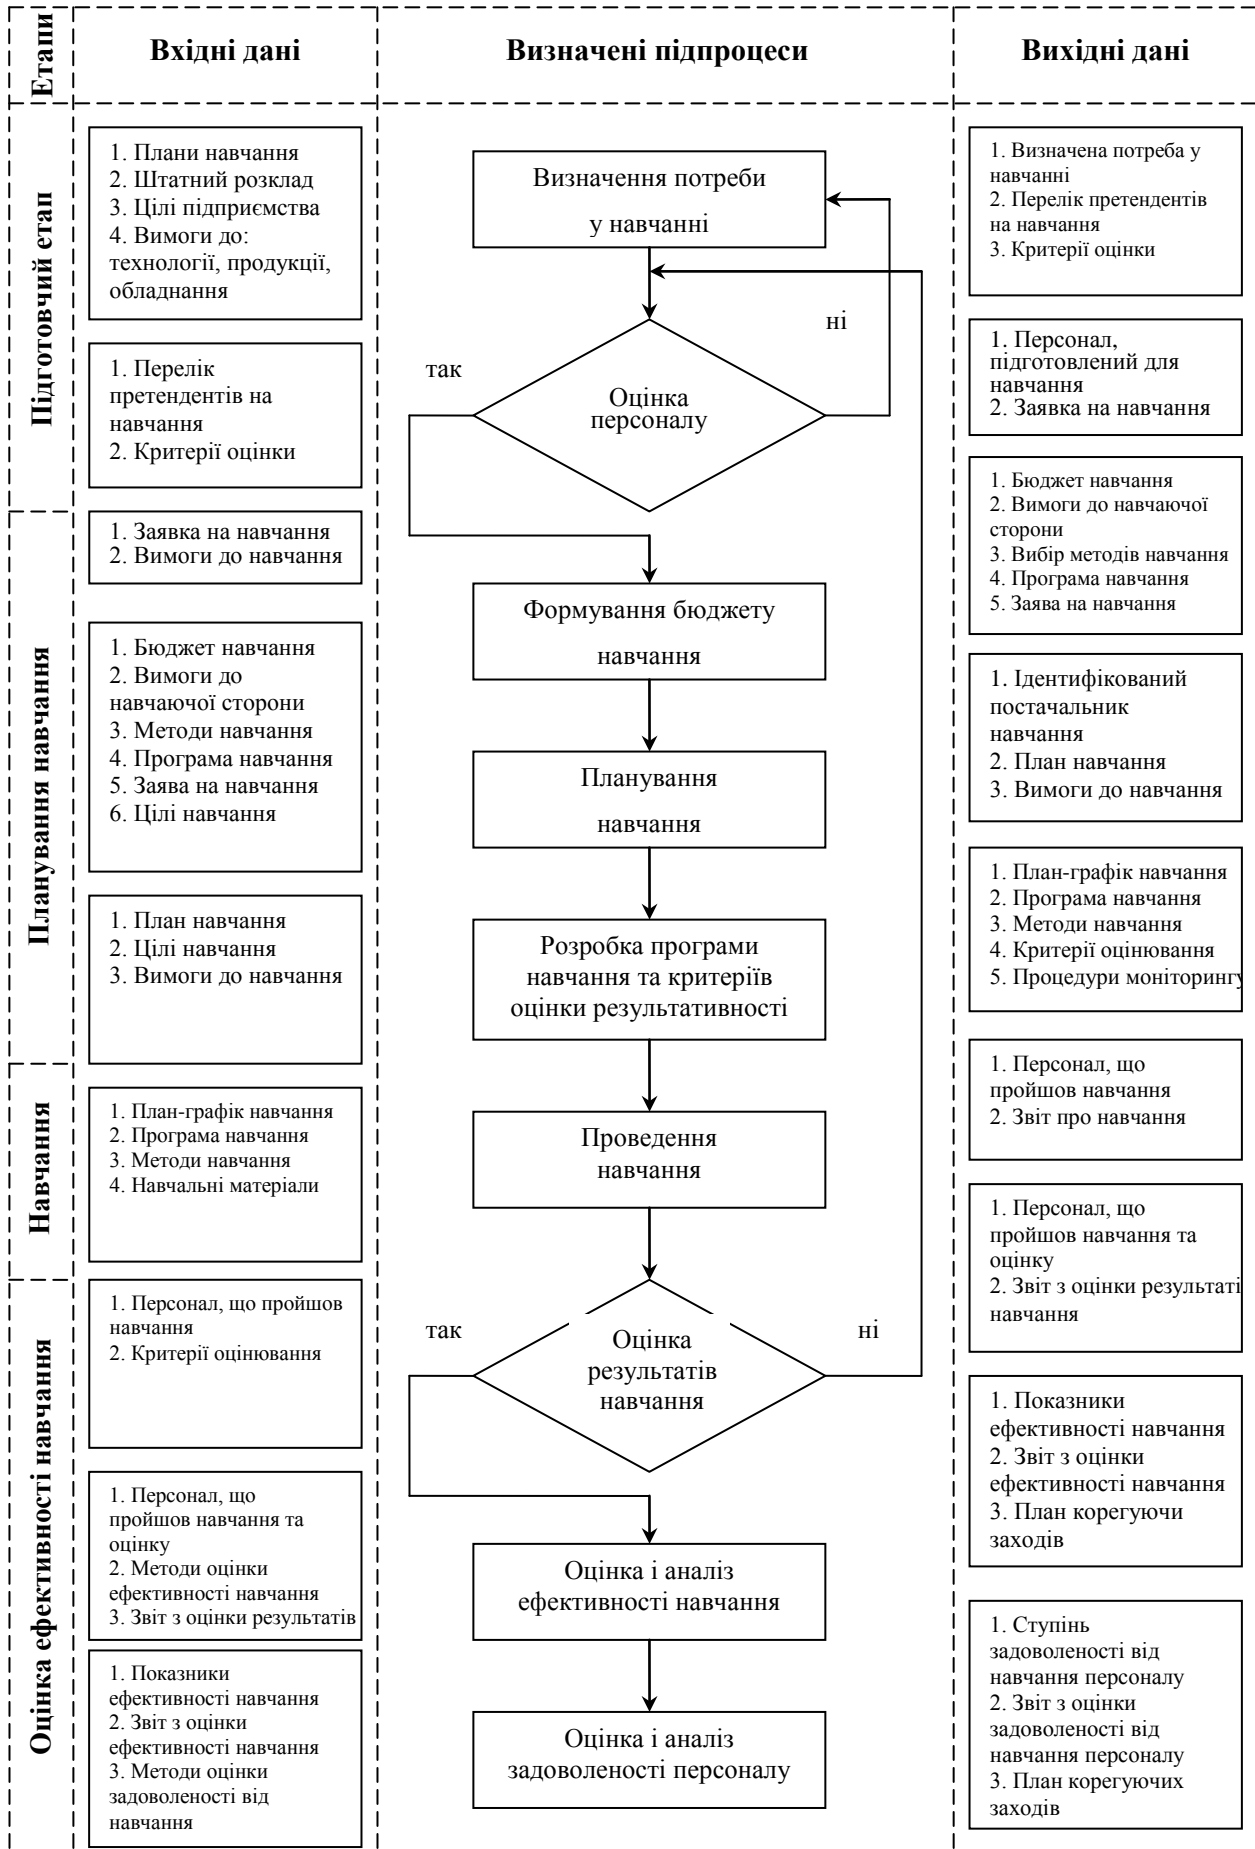 Етапи
Вхідні дані
Визначені підпроцеси
Вихідні дані
Підготовчий етап
1. Плани навчання
2. Штатний розклад
3. Цілі підприємства
4. Вимоги до:
технології, продукції,
обладнання
1. Перелік
претендентів на
навчання
2. Критерії оцінки
Визначення потреби
у навчанні
ні
так
Оцінка
персоналу
1. Визначена потреба у
навчанні
2. Перелік претендентів
на навчання
3. Критерії оцінки
1. Персонал,
підготовлений для
навчання
2. Заявка на навчання
Планування навчання
1. Заявка на навчання
2. Вимоги до навчання
1. Бюджет навчання
2. Вимоги до
навчаючої сторони
3. Методи навчання
4. Програма навчання
5. Заява на навчання
6. Цілі навчання
1. План навчання
2. Цілі навчання
3. Вимоги до навчання
Формування бюджету
навчання
Планування
навчання
Розробка програми
навчання та критеріїв
оцінки результативності
1. Бюджет навчання
2. Вимоги до навчаючої
сторони
3. Вибір методів навчання
4. Програма навчання
5. Заява на навчання
1. Ідентифікований
постачальник
навчання
2. План навчання
3. Вимоги до навчання
1. План-графік навчання
2. Програма навчання
3. Методи навчання
4. Критерії оцінювання
5. Процедури моніторингу
Навчання
1. План-графік навчання
2. Програма навчання
3. Методи навчання
4. Навчальні матеріали
Проведення
навчання
1. Персонал, що
пройшов навчання
2. Звіт про навчання
Оцінка ефективності навчання
1. Персонал, що пройшов
навчання
2. Критерії оцінювання
1. Персонал, що
пройшов навчання та
оцінку
2. Методи оцінки
ефективності навчання
3. Звіт з оцінки результатів
1. Показники
ефективності навчання
2. Звіт з оцінки
ефективності навчання
3. Методи оцінки
задоволеності від
навчання
так
ні
Оцінка
результатів
навчання
Оцінка і аналіз
ефективності навчання
Оцінка і аналіз
задоволеності персоналу
1. Персонал, що
пройшов навчання та
оцінку
2. Звіт з оцінки результаті
навчання
1. Показники
ефективності навчання
2. Звіт з оцінки
ефективності навчання
3. План корегуючи
заходів
1. Ступінь
задоволеності від
навчання персоналу
2. Звіт з оцінки
задоволеності від
навчання персоналу
3. План корегуючих
заходів